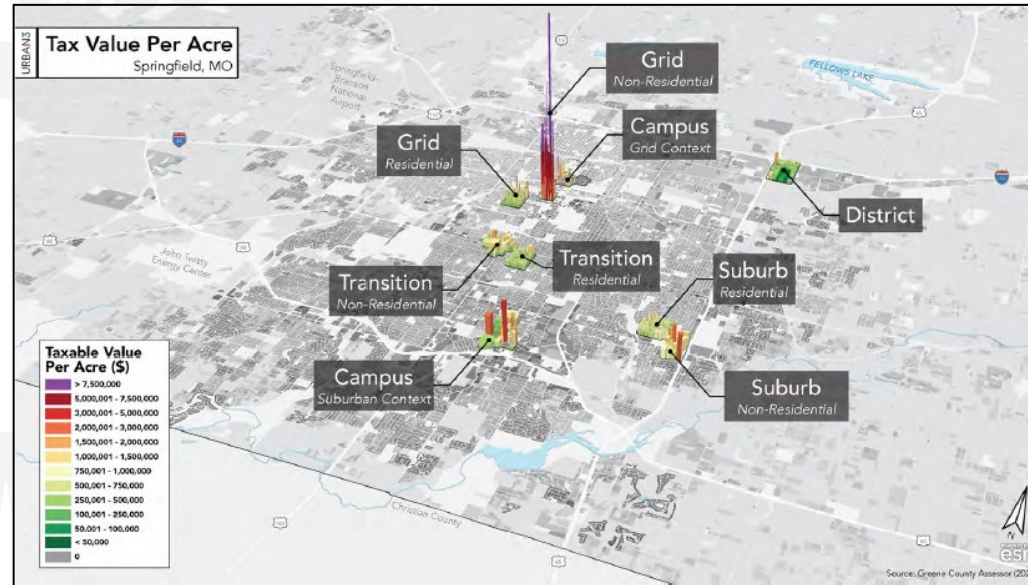 URBAN3
Tax Value Per Acre
Springfield, MO
Springfield-
Branson
National
Airport
FELLOWS LAKE
Grid
Non-Residential
Grid
Residential
Campus
Grid Context
District
John Twitty
Energy Center
Transition
Non-Residential
Transition
Residential
Suburb
Residential
Campus
Suburban Context
Suburb
Non-Residential
Taxable Value
Per Acre ($)
> 7,500,000
5,000,001 - 7,500,000
3,000,001 - 5,000,000
2,000,001 - 3,000,000
1,500,001 - 2,000,000
1,000,001 - 1,500,000
750,001 - 1,000,000
500,001 - 750,000
250,001 - 500,000
100,001 - 250,000
50,001 - 100,000
< 50,000
0
Christian County
N
esri
Source: Greene County Assessor (202